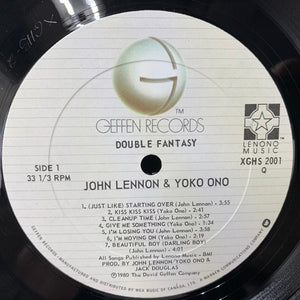 XGHS-2
G
TM
GEFFEN RECORDS
DOUBLE FANTASY
LENONO
MUSIC
SIDE 1
33 1/3 RPM
XGHS 2001
Q
JOHN LENNON & YOKO ONO
1. (JUST LIKE) STARTING OVER (John Lennon) - 3:55
2. KISS KISS KISS (Yoko Ono) - 2:41
3. CLEANUP TIME (John Lennon) - 2:57
4. GIVE ME SOMETHING (Yoko Ono) - 1:34
5. I'M LOSING YOU (John Lennon) - 3:58
6. I'M MOVING ON (Yoko Ono) - 2:19
7. BEAUTIFUL BOY (DARLING BOY)
(John Lennon) - 4:01
All Songs Published by Lenono Music - BMI
PROD. BY JOHN LENNON/YOKO ONO &
JACK DOUGLAS
©1980 The David Geffen Company